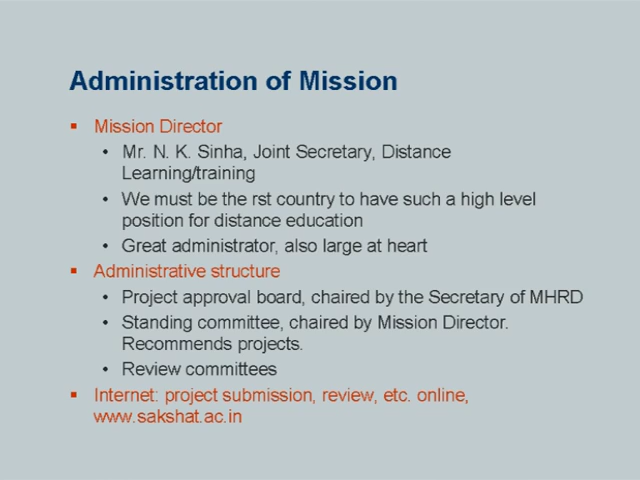 Administration of Mission
▪ Mission Director
• Mr. N. K. Sinha, Joint Secretary, Distance
Learning/training
• We must be the rst country to have such a high level
position for distance education
• Great administrator, also large at heart
▪ Administrative structure
• Project approval board, chaired by the Secretary of MHRD
• Standing committee, chaired by Mission Director.
Recommends projects.
• Review committees
▪ Internet: project submission, review, etc. online,
www.sakshat.ac.in